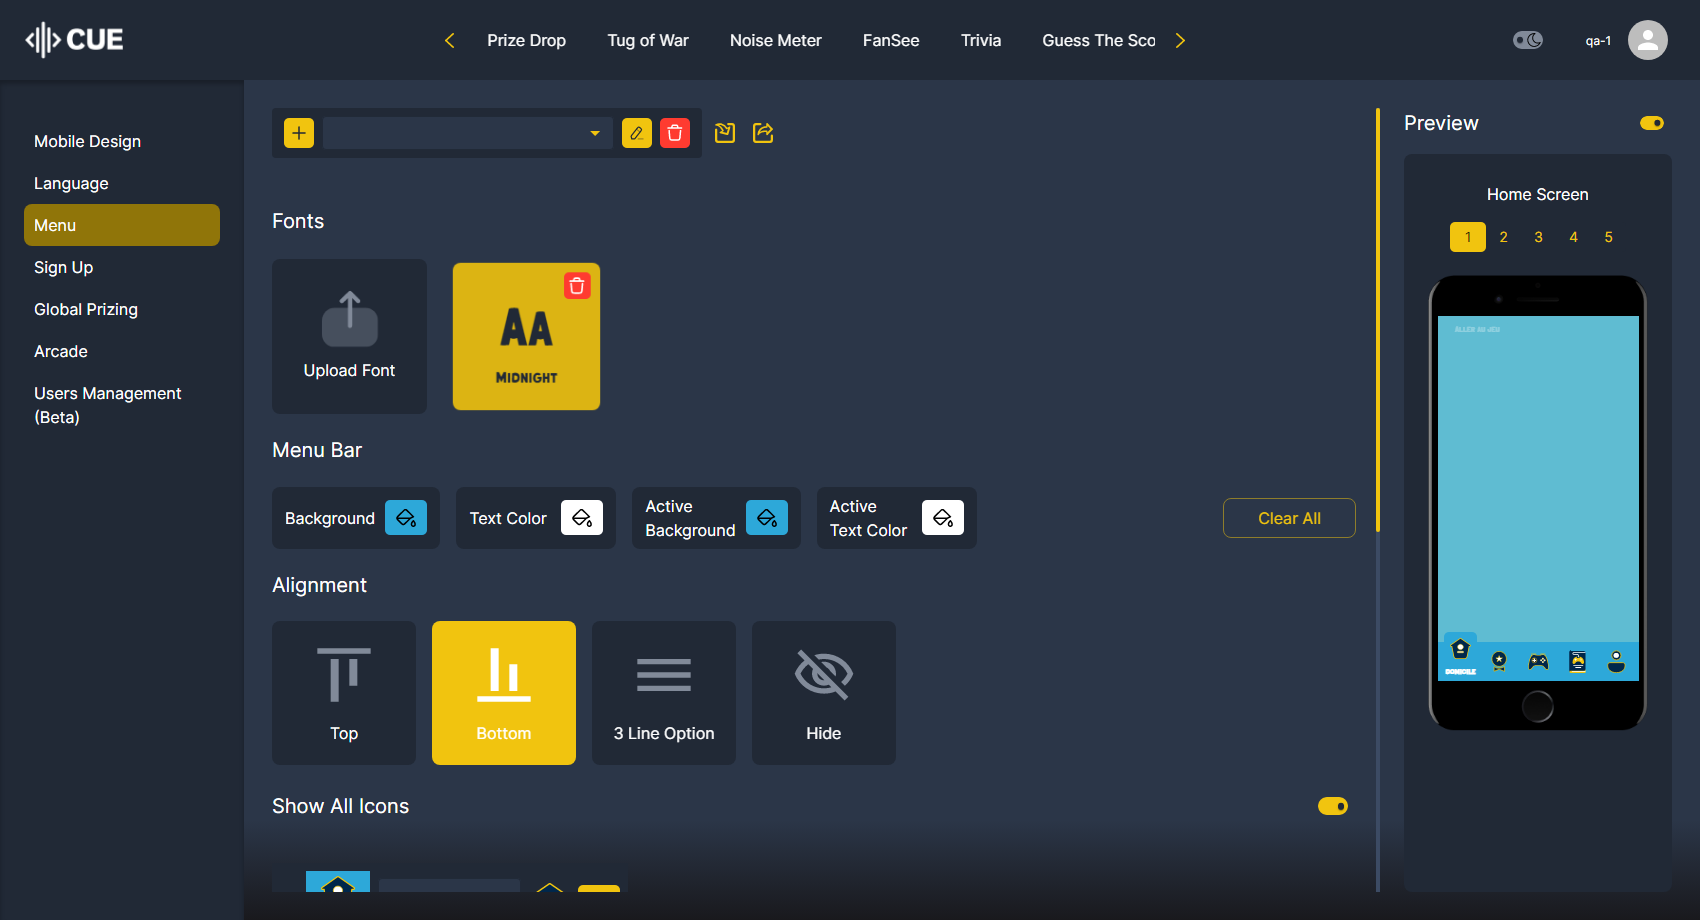 CUE
Prize Drop
Tug of War
Noise Meter
FanSee
Trivia
Guess The Sco
qa-1
Mobile Design
Language
Menu
Sign Up
Global Prizing
Arcade
Users Management
(Beta)
Fonts
Upload Font
AA
MIDNIGHT
Menu Bar
Background
Text Color
Active
Background
Active
Text Color
Clear All
Alignment
Top
Bottom
3 Line Option
Hide
Show All Icons
Preview
Home Screen
1 2 3 4 5
DOMICILE